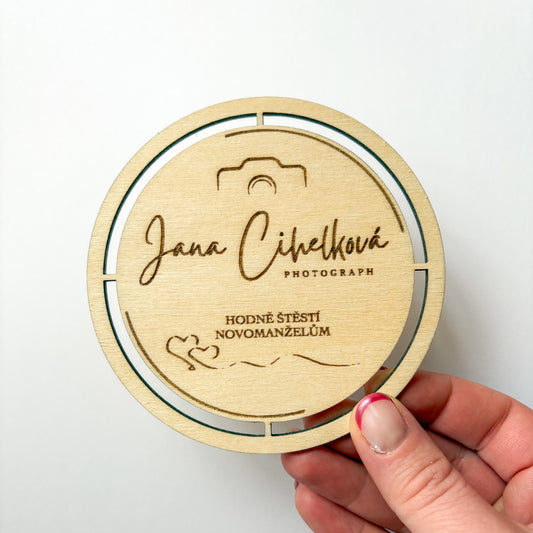 Jana Cihelková
PHOTOGRAPH
HODNĚ ŠTĚSTÍ
NOVOMANŽELŮM